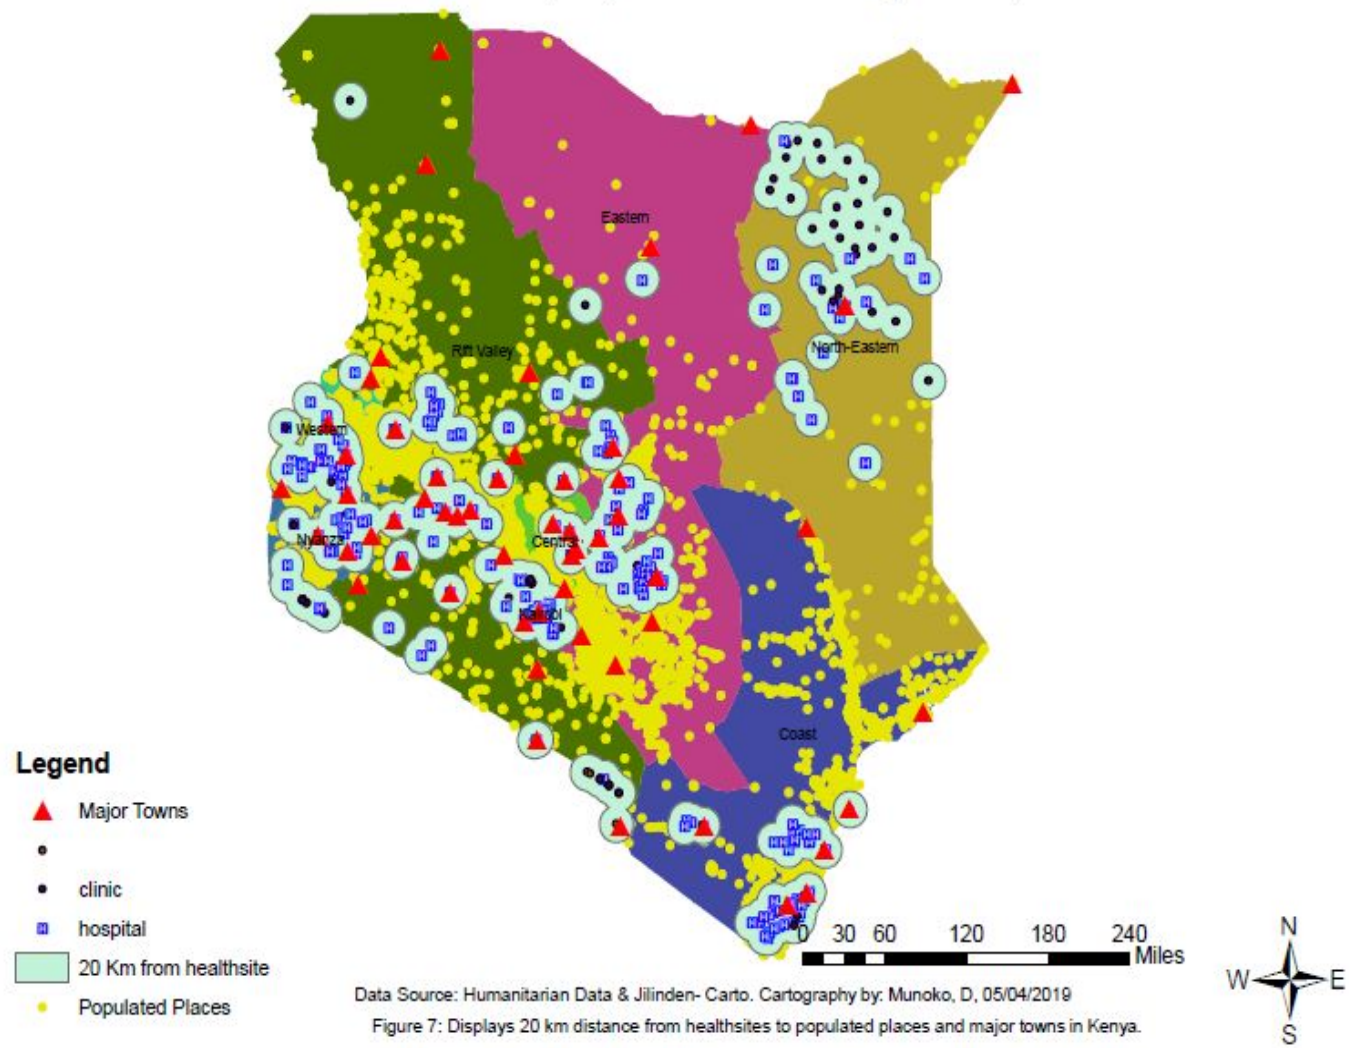 Eastern
North-Eastern
Rift Valley
Western
Nyanza
Central
Nairobi
Coast
Legend
Major Towns
clinic
hospital
20 Km from healthsite
Populated Places
0 30 60 120 180 240
Miles
N
W E
S
Data Source: Humanitarian Data & Jilinden- Carto. Cartography by: Munoko, D, 05/04/2019
Figure 7: Displays 20 km distance from healthsites to populated places and major towns in Kenya.